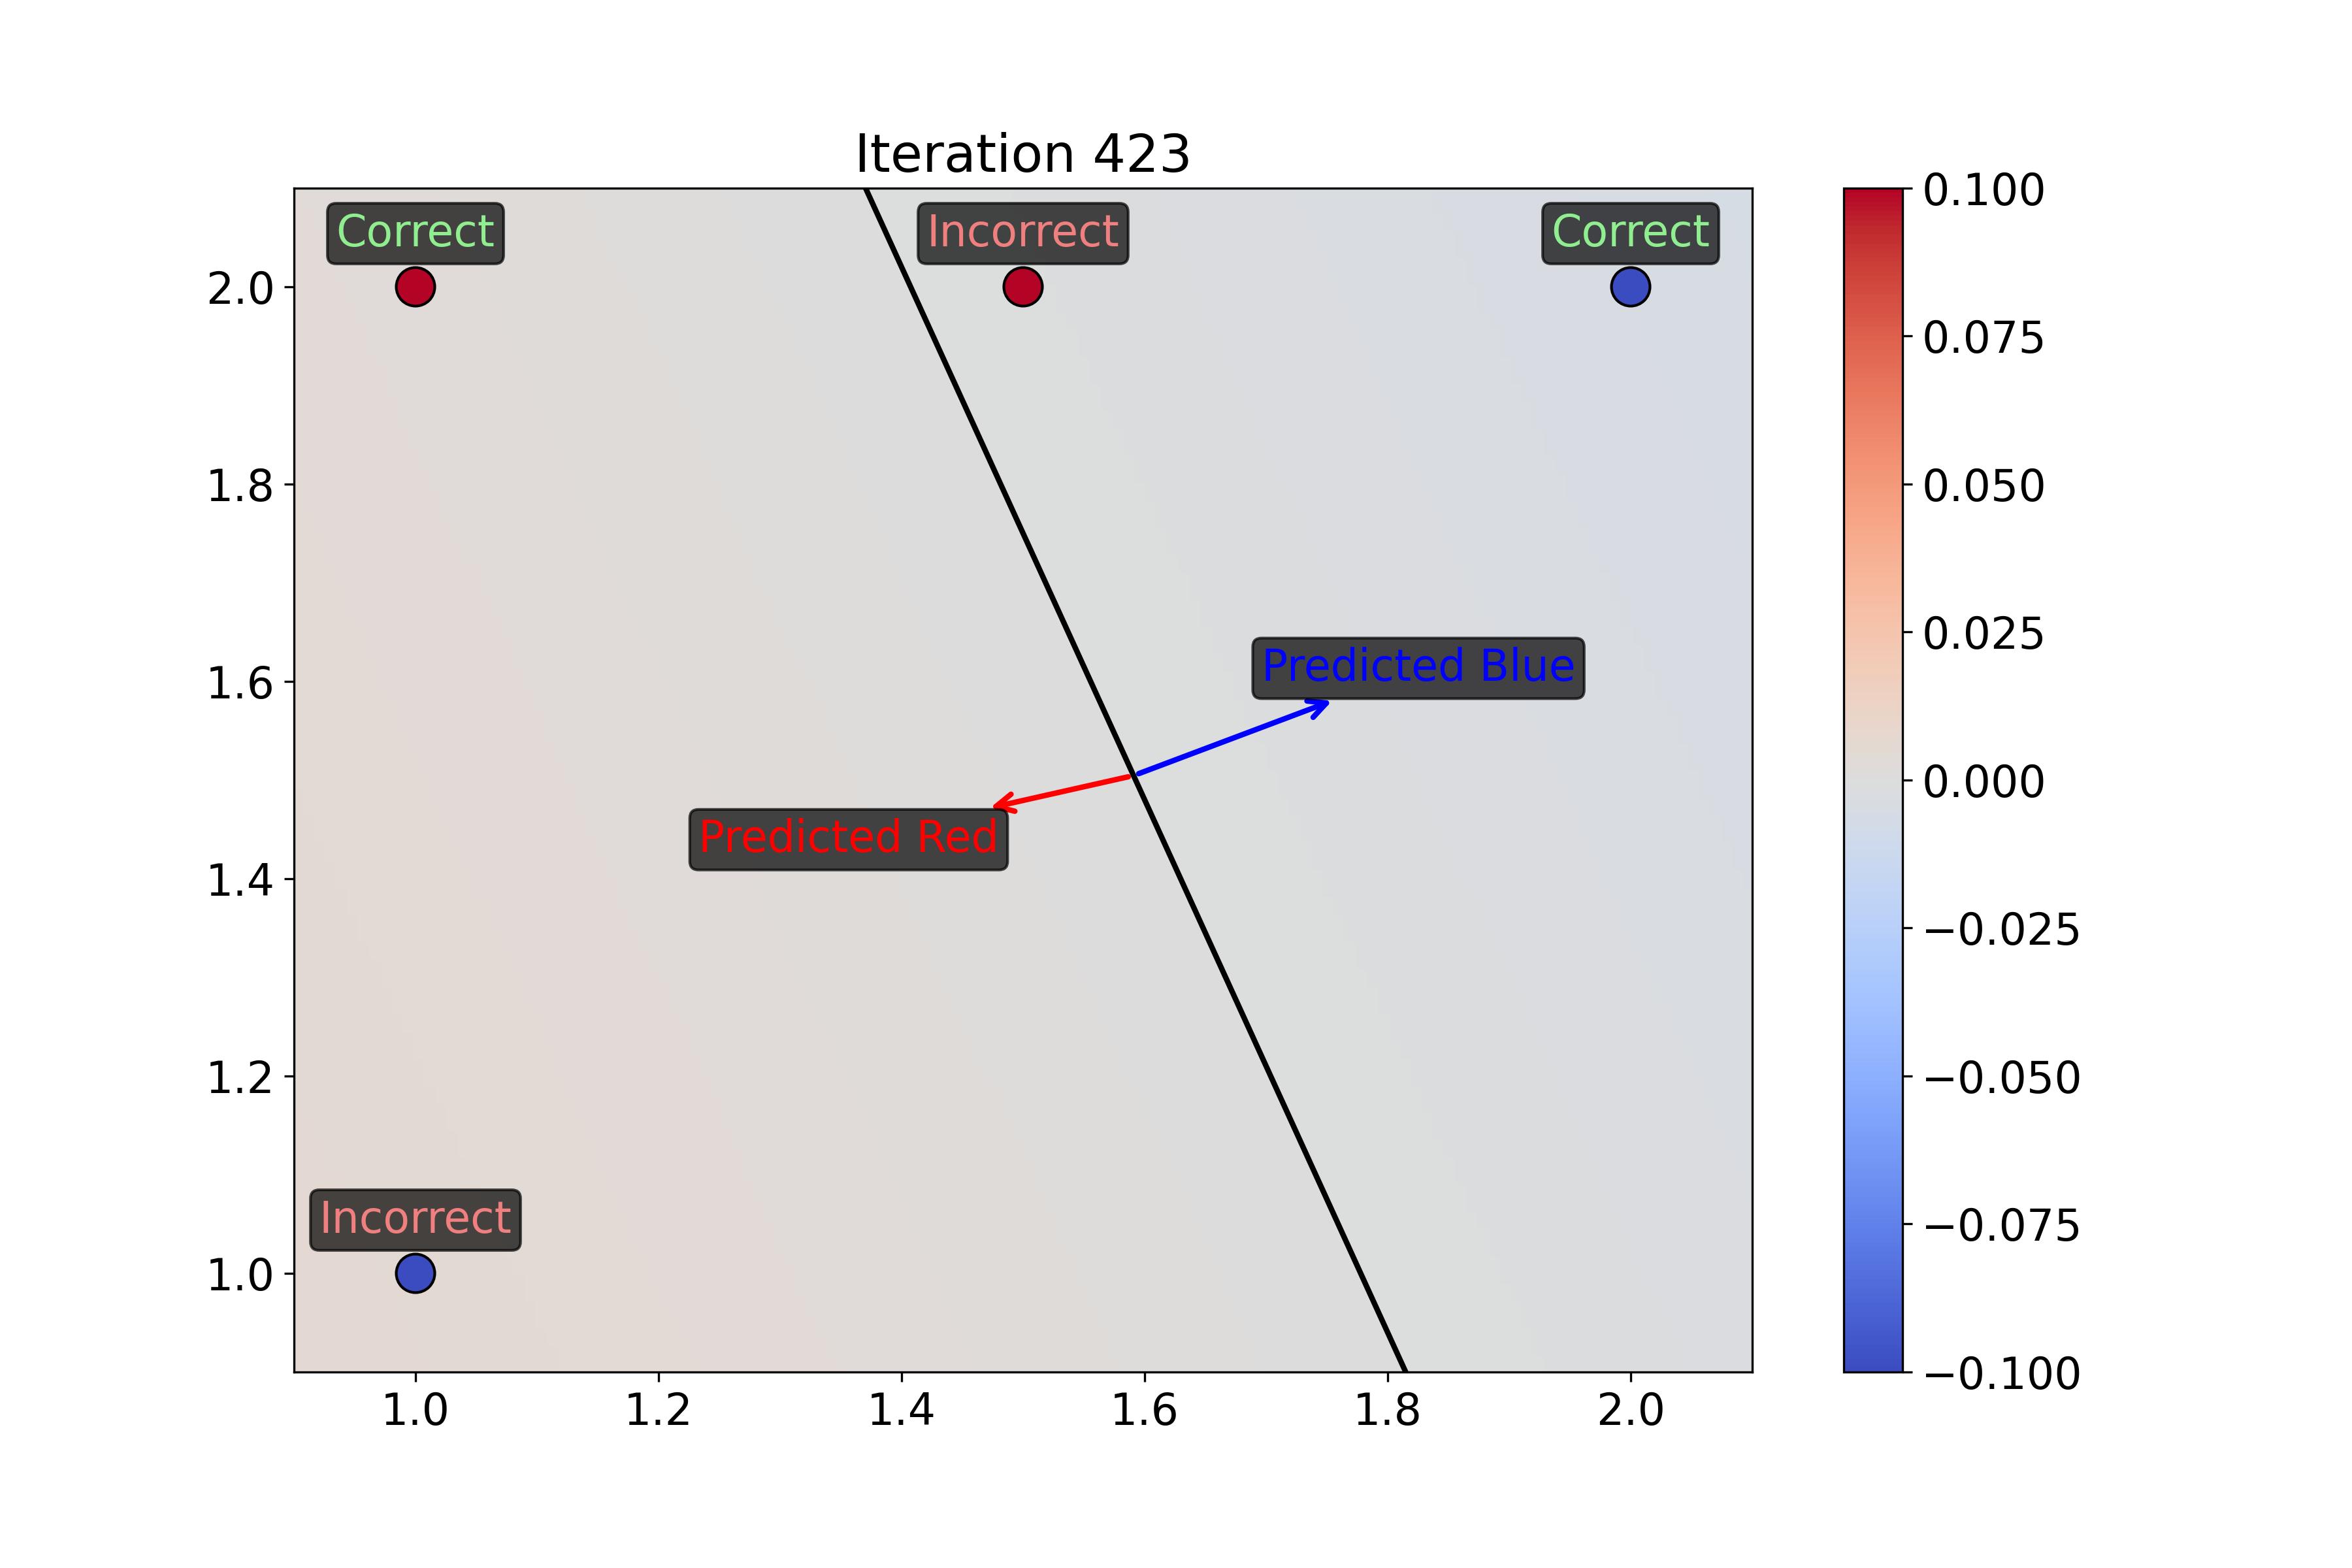 Iteration 423
Correct
Incorrect
Correct
Predicted Blue
Predicted Red
Incorrect
2.0
1.8
1.6
1.4
1.2
1.0
1.0 1.2 1.4 1.6 1.8 2.0
0.100
0.075
0.050
0.025
0.000
−0.025
−0.050
−0.075
−0.100